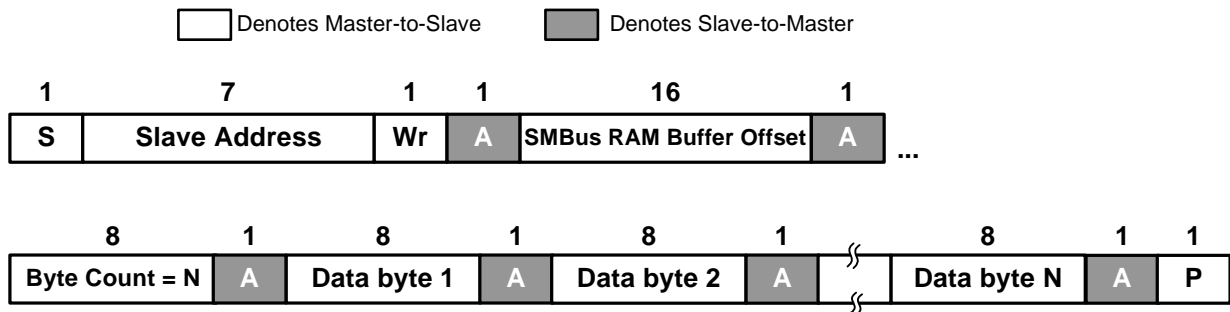 Denotes Master-to-Slave Denotes Slave-to-Master
1 7 1 1 16 1
S Slave Address Wr A SMBus RAM Buffer Offset A ...
8 1 8 1 8 1 8 1 1
Byte Count = N A Data byte 1 A Data byte 2 A Data byte N A P